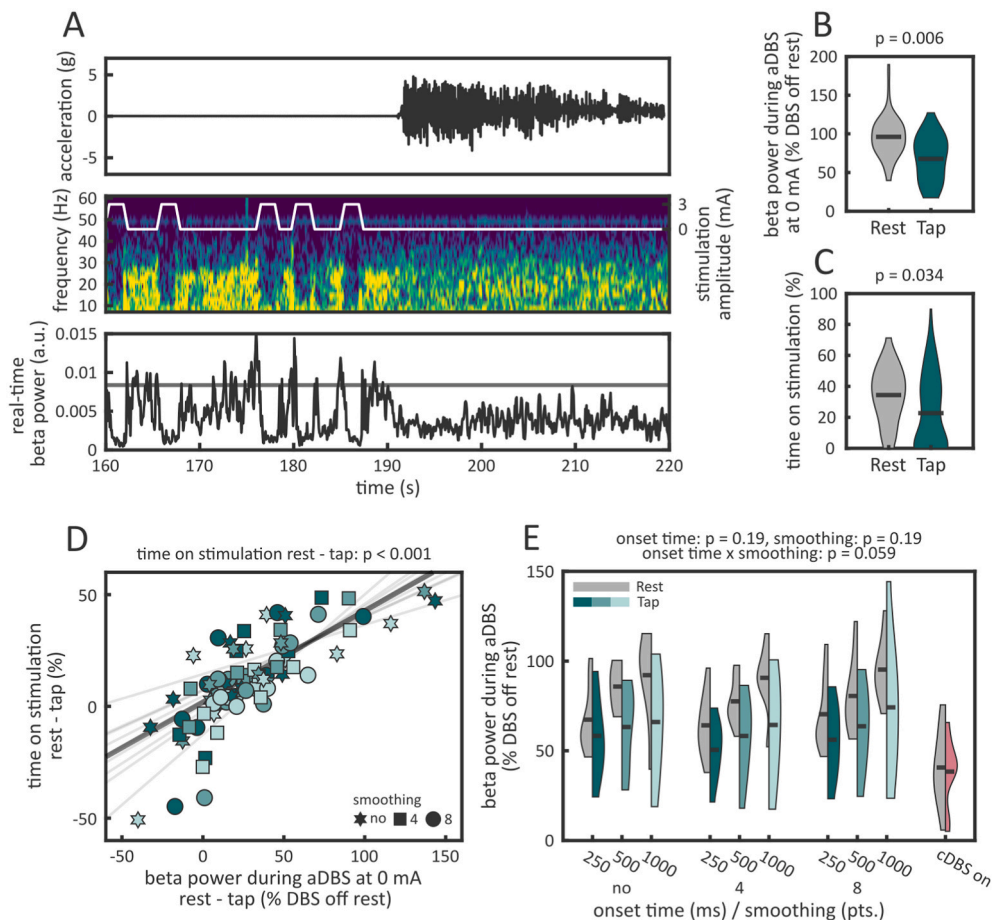 A
acceleration (g)
5
0
-5
frequency (Hz)
60
50
40
30
20
10
3
0
stimulation
amplitude (mA)
real-time
beta power (a.u.)
0.015
0.01
0.005
0
160
170
180
190
200
210
220
time (s)
B
p = 0.006
beta power during aDBS
at 0 mA (% DBS off rest)
200
150
100
50
0
Rest
Tap
C
p = 0.034
time on stimulation (%)
100
80
60
40
20
0
Rest
Tap
D
time on stimulation rest - tap: p < 0.001
time on stimulation
rest - tap (%)
50
0
-50
smoothing
no
4
8
-50
0
50
100
150
beta power during aDBS at 0 mA
rest - tap (% DBS off rest)
E
onset time: p = 0.19, smoothing: p = 0.19
onset time x smoothing: p = 0.059
beta power during aDBS
(% DBS off rest)
150
100
50
0
Rest
Tap
250
500
1000
250
500
1000
250
500
1000
cDBS on
no
4
8
onset time (ms) / smoothing (pts.)